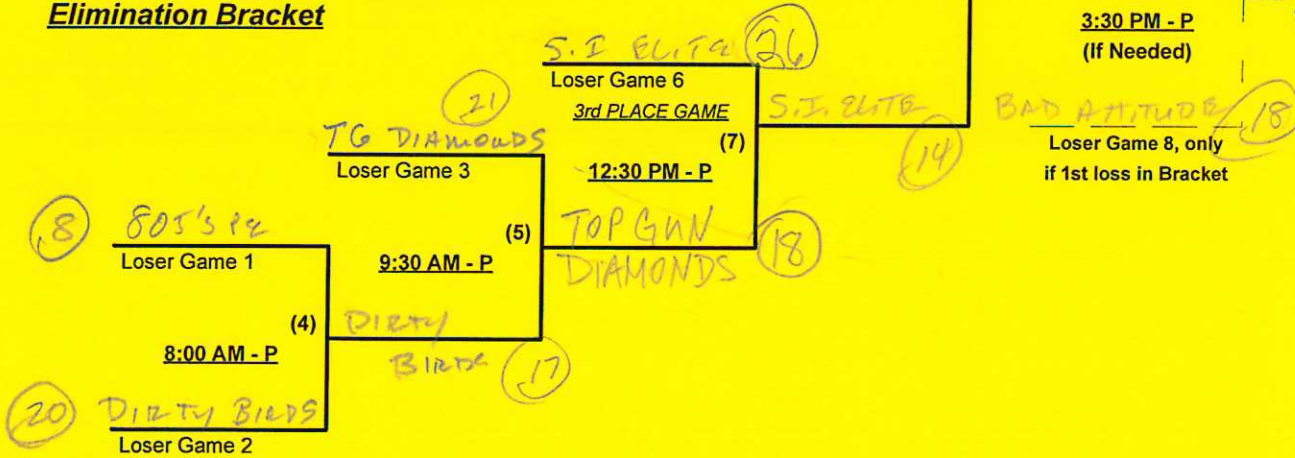 Elimination Bracket
3:30 PM - P
(If Needed)
S.I ELITE 26
Loser Game 6
3rd PLACE GAME
(7)
12:30 PM - P
S.I. ELITE
14
BAD ATTITUDE 18
Loser Game 8, only
if 1st loss in Bracket
21
TG DIAMONDS
Loser Game 3
(5)
9:30 AM - P
TOP GUN
DIAMONDS 18
8 805's
Loser Game 1
(4)
8:00 AM - P
DIRTY
BIRDS 17
20 DIRTY BIRDS
Loser Game 2